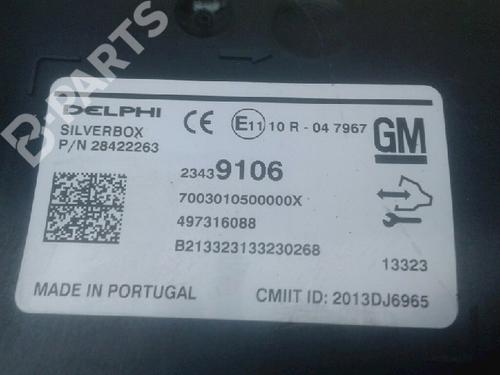 B-PARTS
DELPHI
SILVERBOX
P/N 28422263
CE E11 10 R - 04 7967
GM
23439106
7003010500000X
497316088
B213323133230268
13323
MADE IN PORTUGAL
CMIIT ID: 2013DJ6965